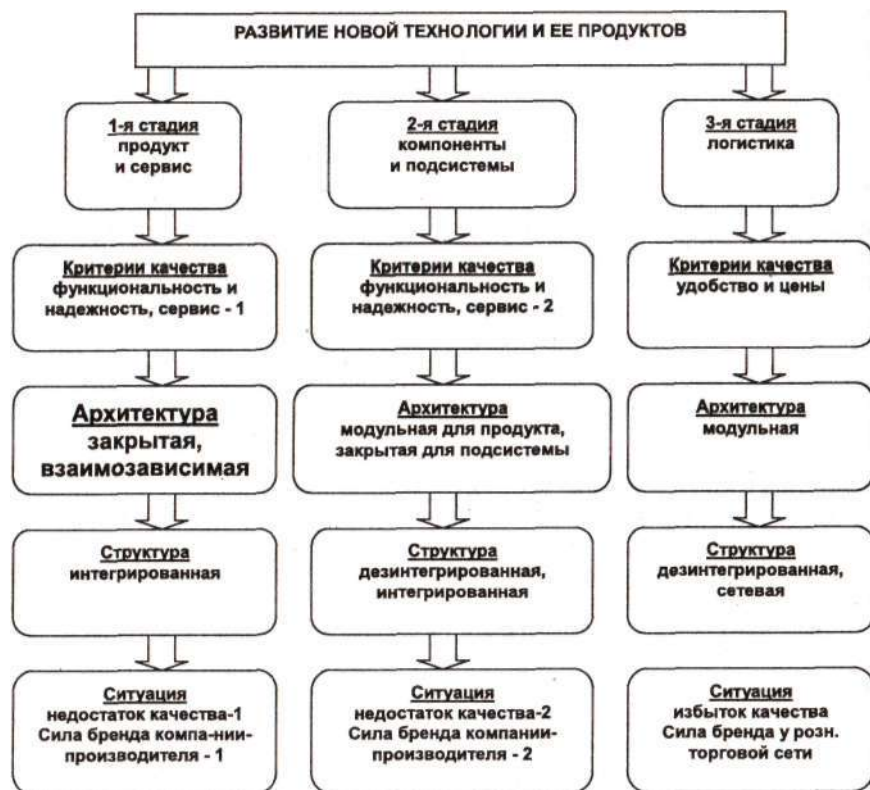 РАЗВИТИЕ НОВОЙ ТЕХНОЛОГИИ И ЕЕ ПРОДУКТОВ
1-я стадия
продукт
и сервис
2-я стадия
компоненты
и подсистемы
3-я стадия
логистика
Критерии качества
функциональность и
надежность, сервис - 1
Критерии качества
функциональность и
надежность, сервис - 2
Критерии качества
удобство и цены
Архитектура
закрытая,
взаимозависимая
Архитектура
модульная для продукта,
закрытая для подсистемы
Архитектура
модульная
Структура
интегрированная
Структура
дезинтегрированная,
интегрированная
Структура
дезинтегрированная,
сетевая
Ситуация
недостаток качества-1
Сила бренда компа-нии-
производителя - 1
Ситуация
недостаток качества-2
Сила бренда компании-
производителя - 2
Ситуация
избыток качества
Сила бренда у розн.
торговой сети